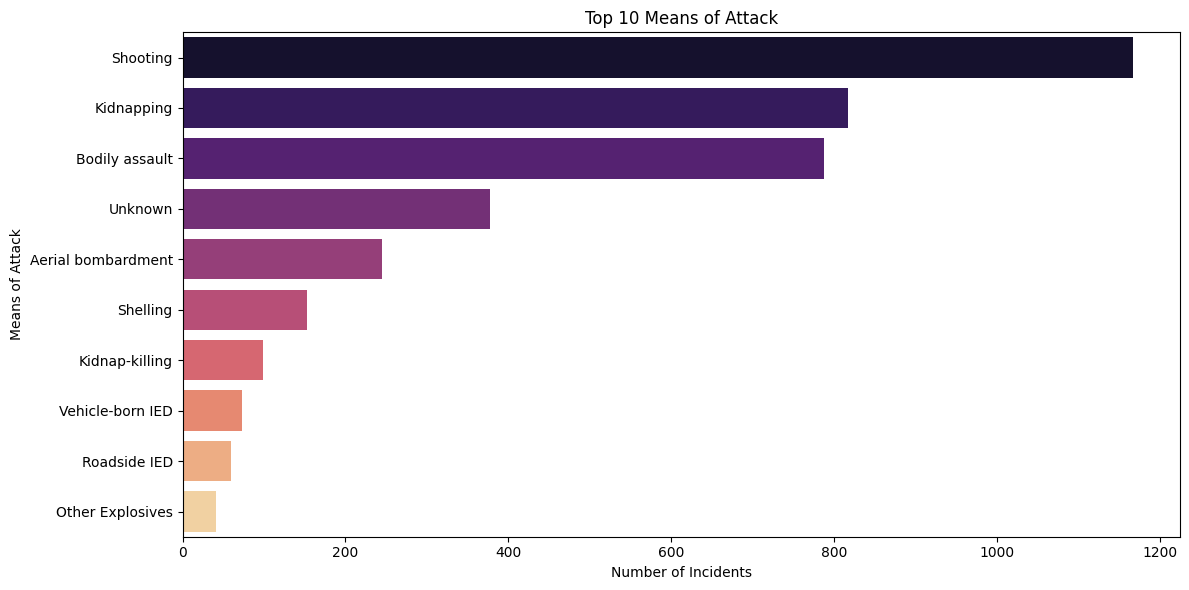 Top 10 Means of Attack
Means of Attack
Shooting
Kidnapping
Bodily assault
Unknown
Aerial bombardment
Shelling
Kidnap-killing
Vehicle-born IED
Roadside IED
Other Explosives
0 200 400 600 800 1000 1200
Number of Incidents